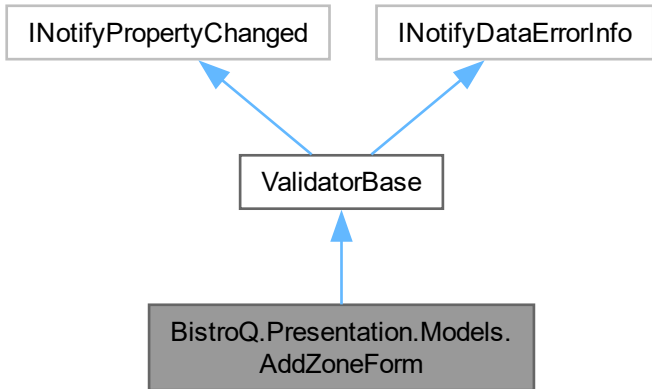 INotifyPropertyChanged
INotifyDataErrorInfo
ValidatorBase
BistroQ.Presentation.Models.
AddZoneForm